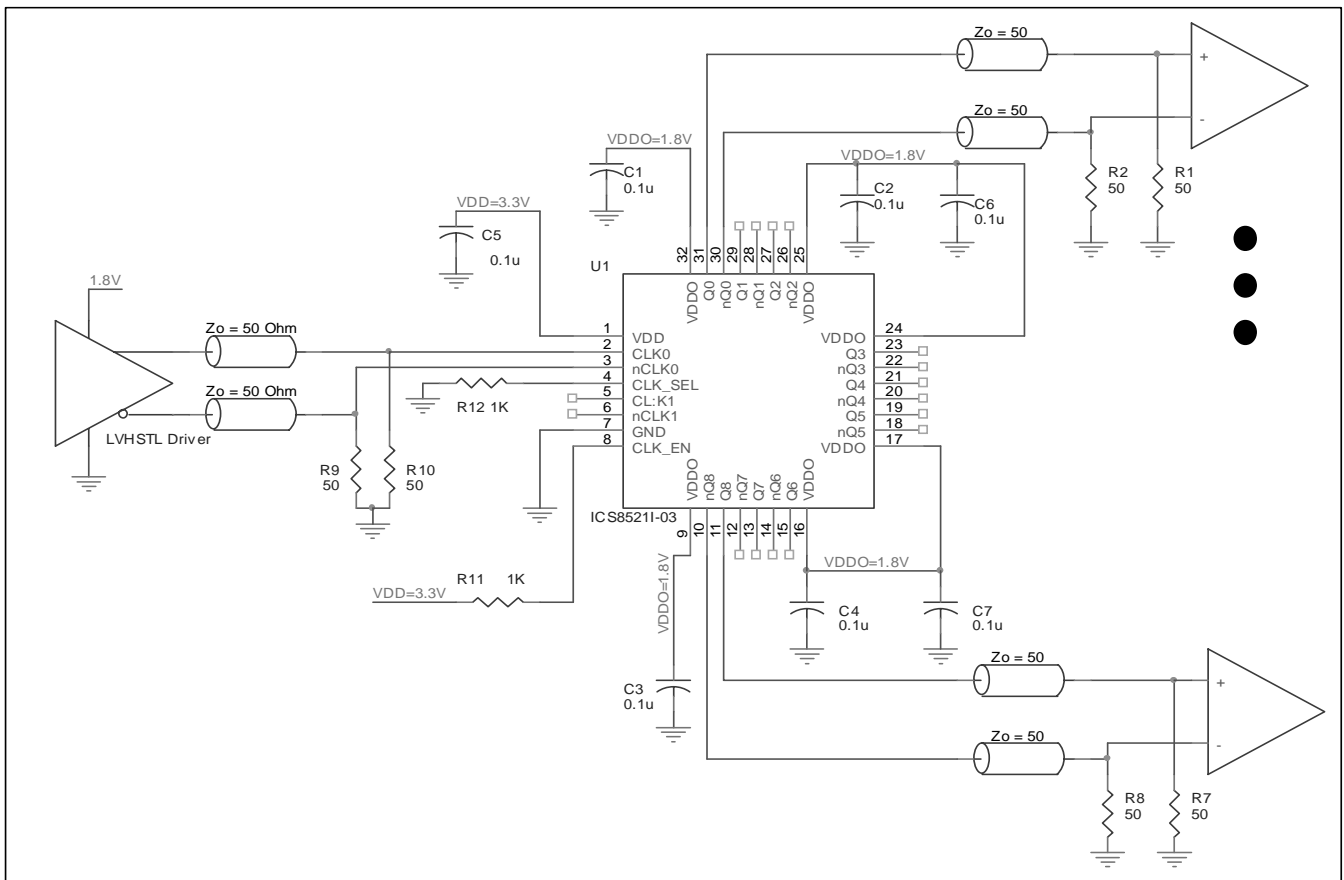 Zo = 50
+
Zo = 50
-
VDDO=1.8V
VDDO=1.8V
C1
0.1u
R2
50
R1
50
C2
0.1u
C6
0.1u
VDD=3.3V
C5
0.1u
32
31
30
29
28
27
26
25
U1
VDDO
Q0
nQ0
Q1
nQ1
Q2
nQ2
VDDO
1.8V
Zo = 50 Ohm
Zo = 50 Ohm
LVHSTL Driver
1
VDD
2
CLK0
3
nCLK0
4
CLK_SEL
5
CL:K1
6
nCLK1
7
GND
8
CLK_EN
24
VDDO
23
Q3
22
nQ3
21
Q4
20
nQ4
19
Q5
18
nQ5
17
VDDO
R12 1K
R9
50
R10
50
VDDO
nQ8
Q8
nQ7
Q7
nQ6
Q6
VDDO
ICS8521I-03
9
10
11
12
13
14
15
16
VDDO=1.8V
VDDO=1.8V
R11 1K
VDD=3.3V
C4
0.1u
C7
0.1u
C3
0.1u
Zo = 50
+
Zo = 50
-
R8
50
R7
50